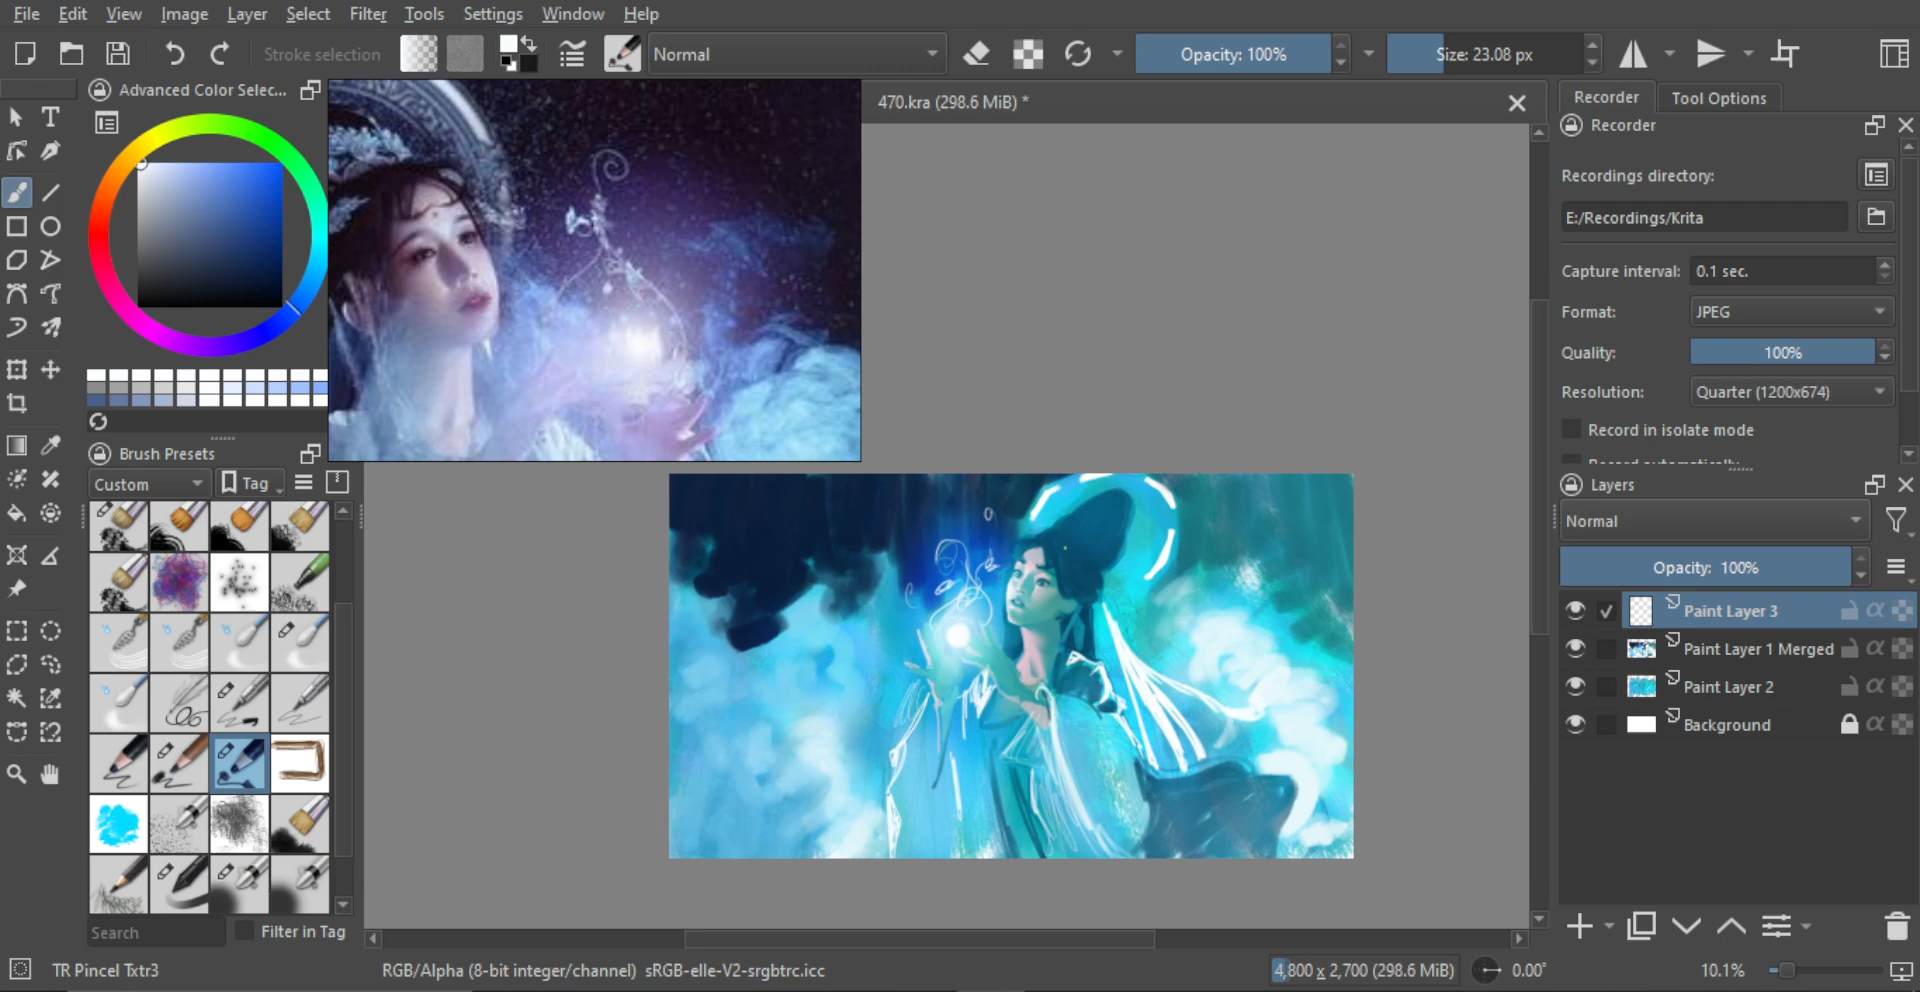 File Edit View Image Layer Select Filter Tools Settings Window Help
Stroke selection Normal Opacity: 100% Size: 23.08 px
Advanced Color Selec...
470.kra (298.6 MiB) *
Recorder Tool Options
Recorder
Recordings directory:
E:/Recordings/Krita
Capture interval: 0.1 sec.
Format: JPEG
Quality: 100%
Resolution: Quarter (1200x674)
Record in isolate mode
Record automatically
Brush Presets
Custom Tag
Layers
Normal
Opacity: 100%
Paint Layer 3
Paint Layer 1 Merged
Paint Layer 2
Background
Search Filter in Tag
TR Pincel Txtr3 RGB/Alpha (8-bit integer/channel) sRGB-elle-V2-srgbtrc.icc 4,800 x 2,700 (298.6 MiB) 0.00° 10.1%